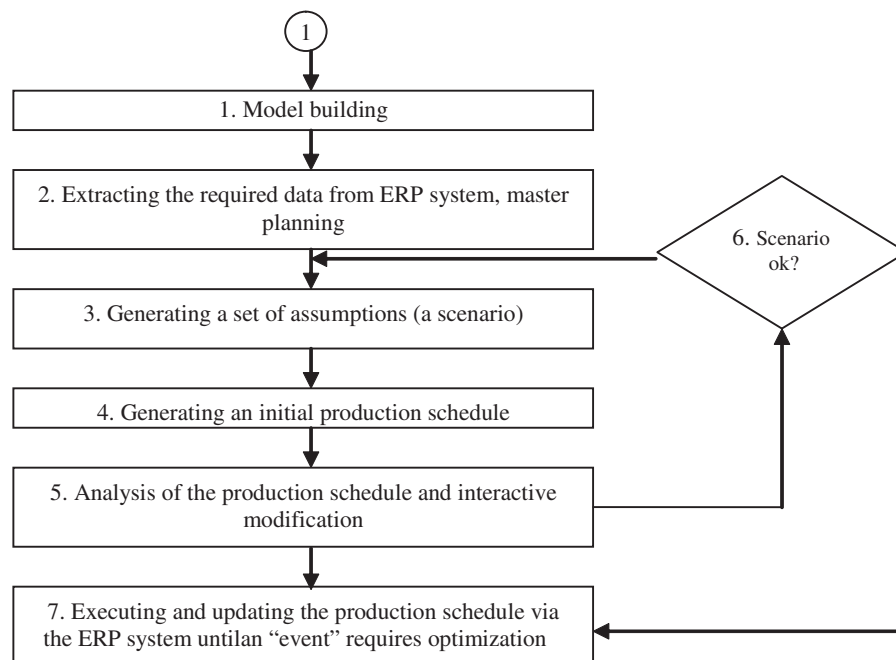 1
1. Model building
2. Extracting the required data from ERP system, master
planning
6. Scenario
ok?
3. Generating a set of assumptions (a scenario)
4. Generating an initial production schedule
5. Analysis of the production schedule and interactive
modification
7. Executing and updating the production schedule via
the ERP system untilan “event” requires optimization